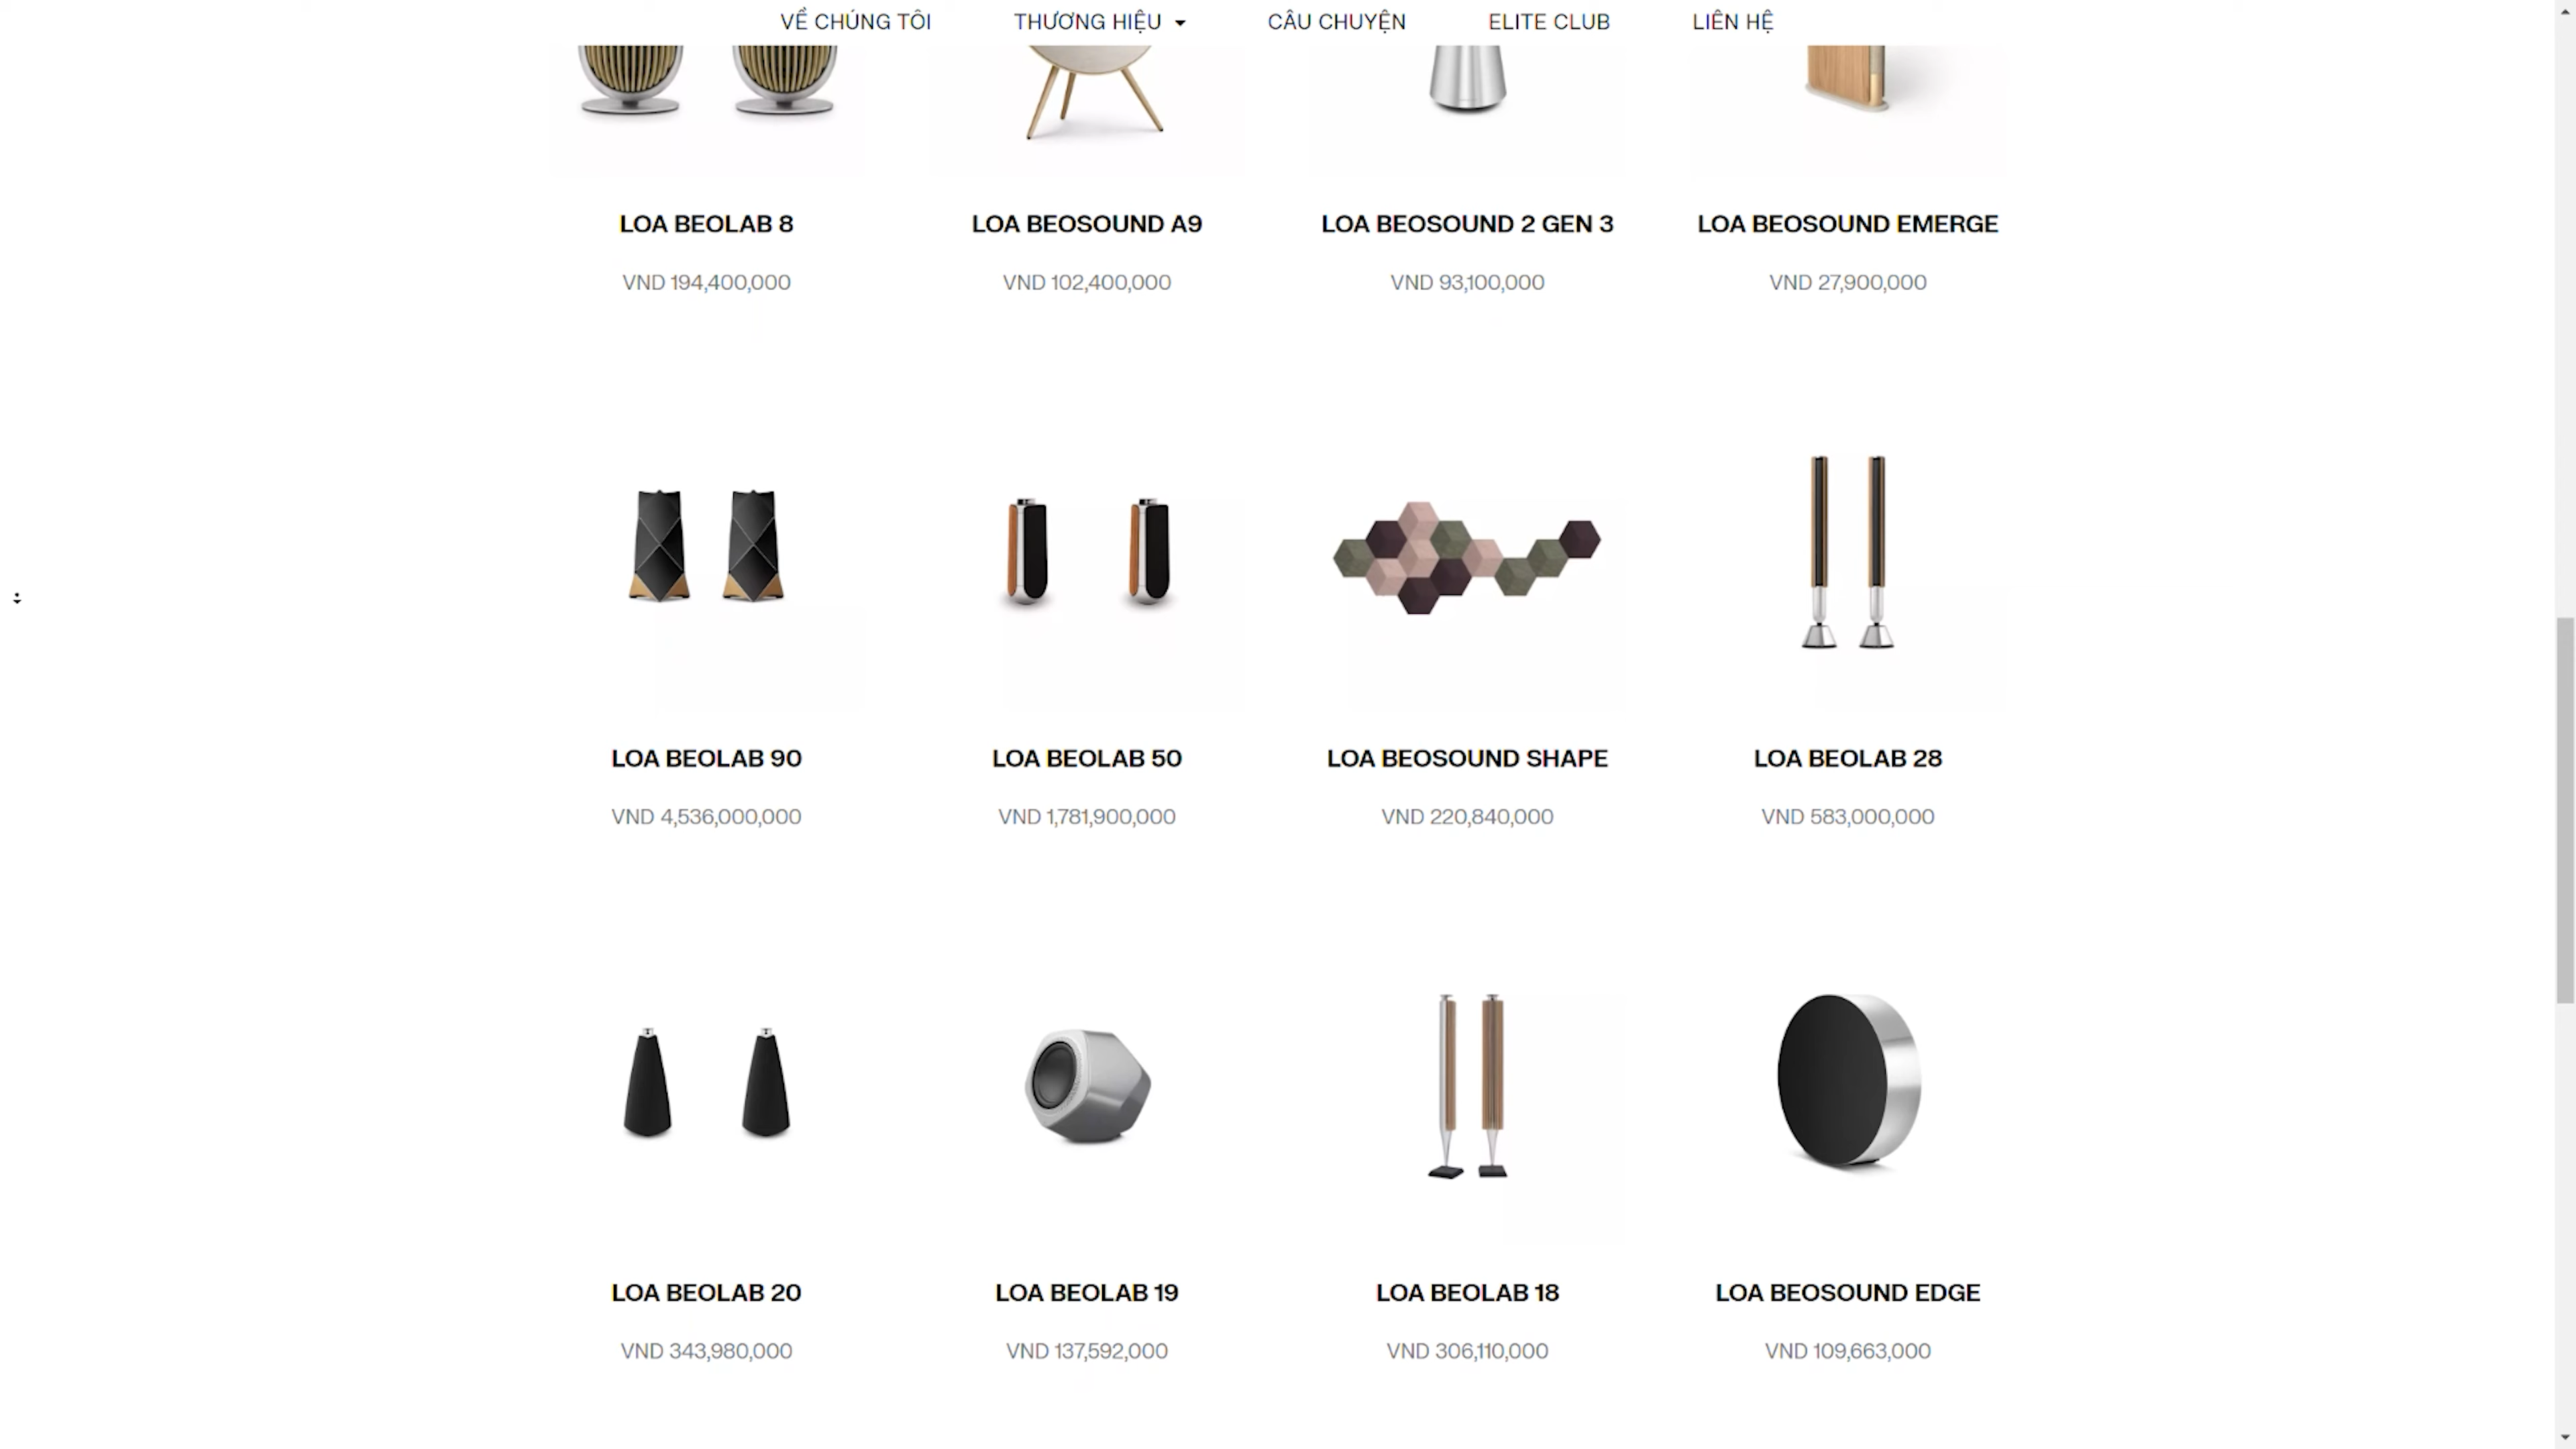 VỀ CHÚNG TÔI THƯƠNG HIỆU CÂU CHUYỆN ELITE CLUB LIÊN HỆ
LOA BEOLAB 8 LOA BEOSOUND A9 LOA BEOSOUND 2 GEN 3 LOA BEOSOUND EMERGE
VND 194,400,000 VND 102,400,000 VND 93,100,000 VND 27,900,000
LOA BEOLAB 90 LOA BEOLAB 50 LOA BEOSOUND SHAPE LOA BEOLAB 28
VND 4,536,000,000 VND 1,781,900,000 VND 220,840,000 VND 583,000,000
LOA BEOLAB 20 LOA BEOLAB 19 LOA BEOLAB 18 LOA BEOSOUND EDGE
VND 343,980,000 VND 137,592,000 VND 306,110,000 VND 109,663,000